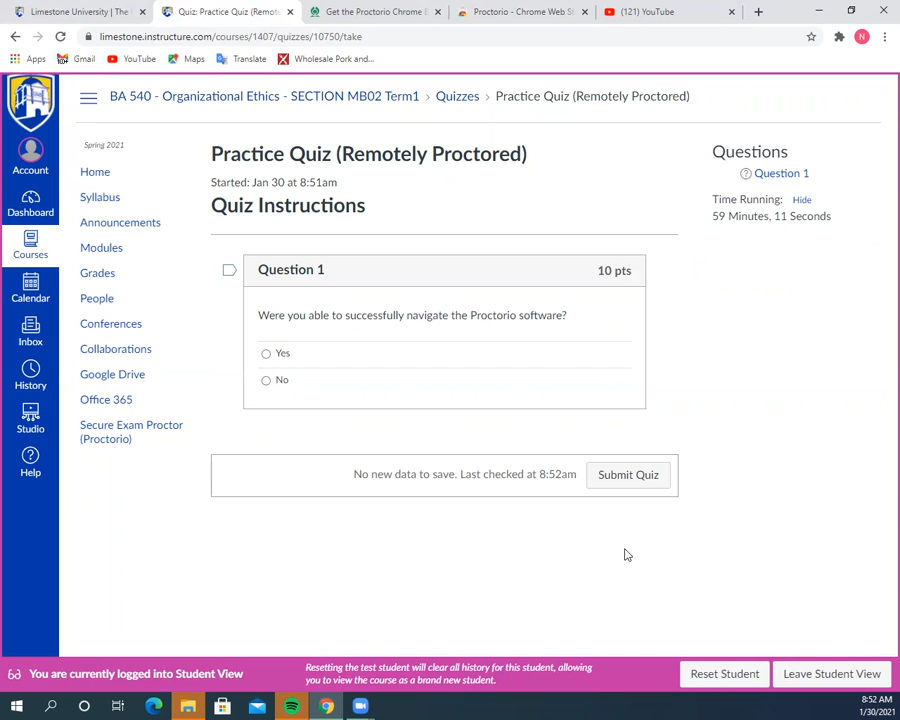 Limestone University | The
Quiz: Practice Quiz (Remot
Get the Proctorio Chrome E
Proctorio - Chrome Web St
(121) YouTube
limestone.instructure.com/courses/1407/quizzes/10750/take
N
Apps
Gmail
YouTube
Maps
Translate
Wholesale Pork and...
BA 540 - Organizational Ethics - SECTION MB02 Term1 › Quizzes › Practice Quiz (Remotely Proctored)
Account
Dashboard
Courses
Calendar
Inbox
History
Studio
Help
Spring 2021
Home
Syllabus
Announcements
Modules
Grades
People
Conferences
Collaborations
Google Drive
Office 365
Secure Exam Proctor
(Proctorio)
Practice Quiz (Remotely Proctored)
Started: Jan 30 at 8:51am
Quiz Instructions
Question 1
10 pts
Were you able to successfully navigate the Proctorio software?
Yes
No
No new data to save. Last checked at 8:52am
Submit Quiz
Questions
Question 1
Time Running: Hide
59 Minutes, 11 Seconds
You are currently logged into Student View
Resetting the test student will clear all history for this student, allowing
you to view the course as a brand new student.
Reset Student
Leave Student View
8:52 AM
1/30/2021